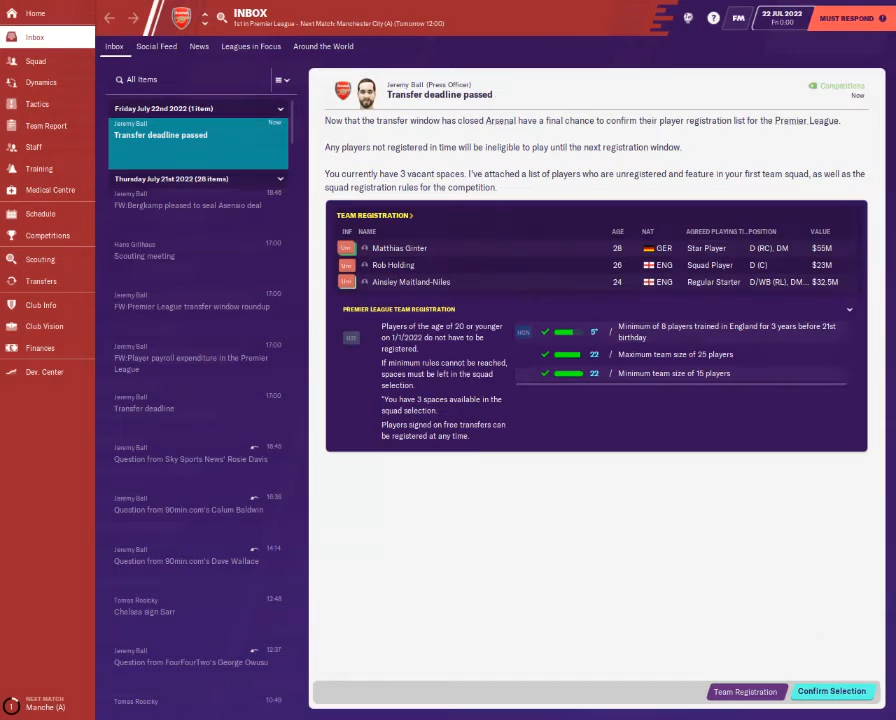 Home
Inbox
Squad
Dynamics
Tactics
Team Report
Staff
Training
Medical Centre
Schedule
Competitions
Scouting
Transfers
Club Info
Club Vision
Finances
Dev. Center
1
NEXT MATCH
Manche (A)
INBOX
1st in Premier League - Next Match: Manchester City (A) (Tomorrow 12:00)
?
FM
22 JUL 2022
Fri 0:00
MUST RESPOND
Inbox Social Feed News Leagues in Focus Around the World
All Items
Friday July 22nd 2022 (1 item)
Jeremy Ball Now
Transfer deadline passed
Thursday July 21st 2022 (28 items)
Jeremy Ball 18:46
FW:Bergkamp pleased to seal Asensio deal
Hans Gillhaus 17:00
Scouting meeting
Jeremy Ball 17:00
FW:Premier League transfer window roundup
Jeremy Ball 17:00
FW:Player payroll expenditure in the Premier
League
Jeremy Ball 17:00
Transfer deadline
Jeremy Ball 16:45
Question from Sky Sports News' Rosie Davis
Jeremy Ball 16:36
Question from 90min.com's Calum Baldwin
Jeremy Ball 14:14
Question from 90min.com's Dave Wallace
Tomas Rosicky 12:48
Chelsea sign Sarr
Jeremy Ball 12:37
Question from FourFourTwo's George Owusu
Tomas Rosicky 10:49
Jeremy Ball (Press Officer)
Transfer deadline passed
Competitions
Now
Now that the transfer window has closed Arsenal have a final chance to confirm their player registration list for the Premier League.
Any players not registered in time will be ineligible to play until the next registration window.
You currently have 3 vacant spaces. I've attached a list of players who are unregistered and feature in your first team squad, as well as the
squad registration rules for the competition.
TEAM REGISTRATION >
INF NAME AGE NAT AGREED PLAYING TI... POSITION VALUE
Unr Matthias Ginter 28 GER Star Player D (RC), DM $55M
Unr Rob Holding 26 ENG Squad Player D (C) $23M
Unr Ainsley Maitland-Niles 24 ENG Regular Starter D/WB (RL), DM... $32.5M
PREMIER LEAGUE TEAM REGISTRATION
Players of the age of 20 or younger
on 1/1/2022 do not have to be
registered.
If minimum rules cannot be reached,
spaces must be left in the squad
selection.
*You have 3 spaces available in the
squad selection.
Players signed on free transfers can
be registered at any time.
HGN 5* / Minimum of 8 players trained in England for 3 years before 21st
birthday
22 / Maximum team size of 25 players
22 / Minimum team size of 15 players
Team Registration
Confirm Selection